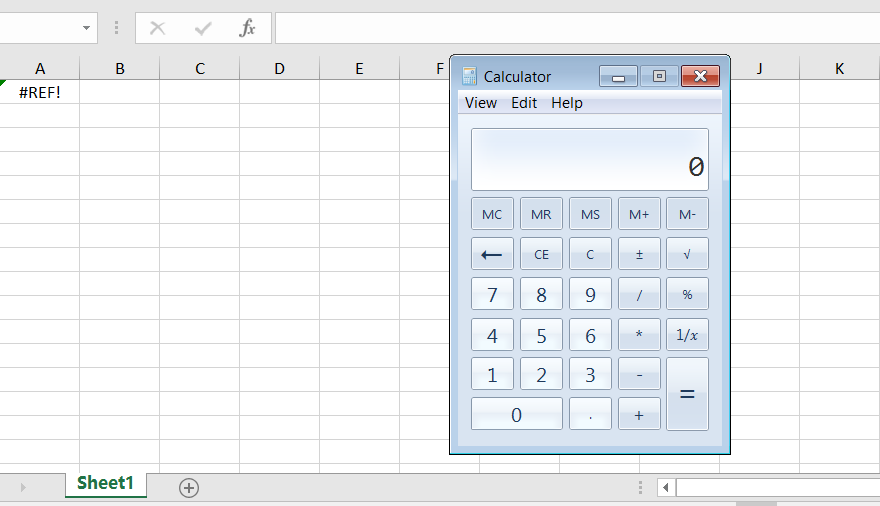 fx
A B C D E F J K
#REF!
Calculator
View Edit Help
0
MC MR MS M+ M-
← CE C ± √
7 8 9 / %
4 5 6 * 1/x
1 2 3 - =
0 . +
Sheet1